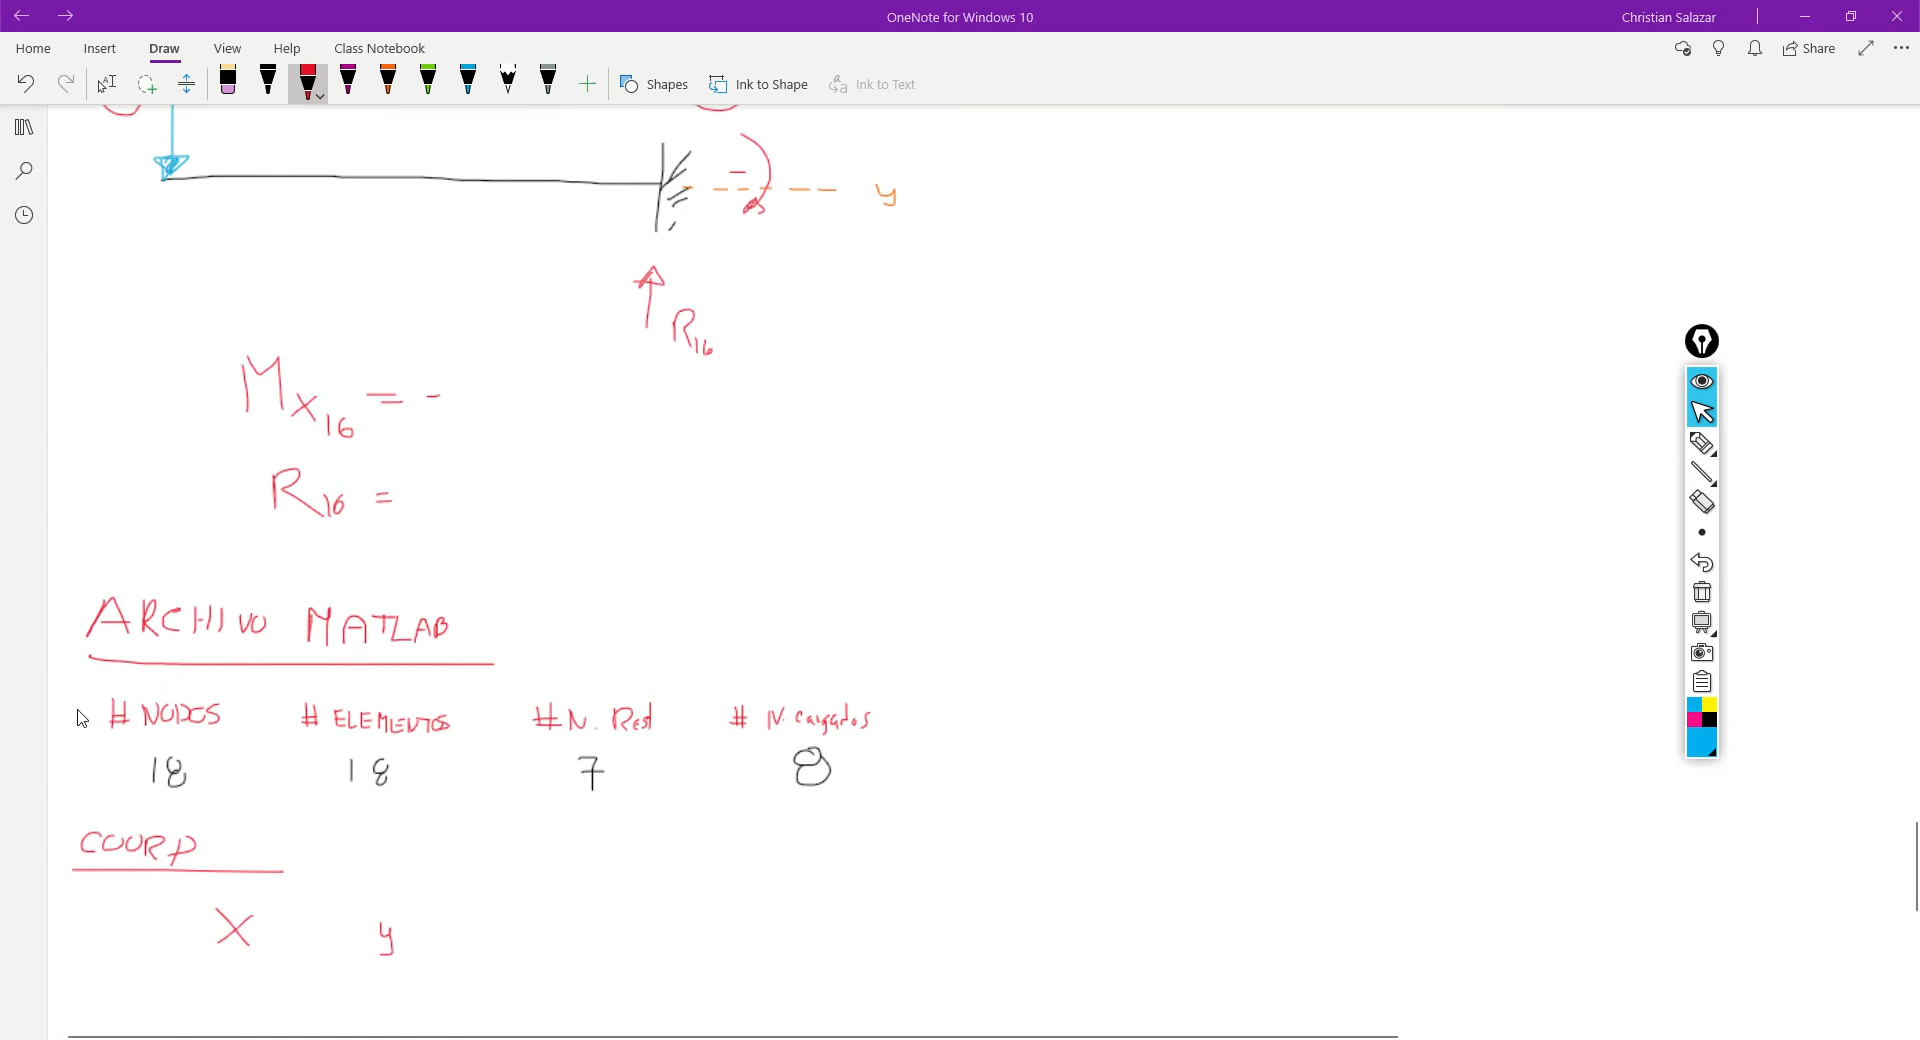 OneNote for Windows 10
Christian Salazar
Home Insert Draw View Help Class Notebook
Share
Shapes Ink to Shape Ink to Text
-
y
R16
Mx16 = -
R16 =
ARCHIVO MATLAB
# NODOS # ELEMENTOS # N. Rest # N. cargados
18 18 7 8
COORD
X y